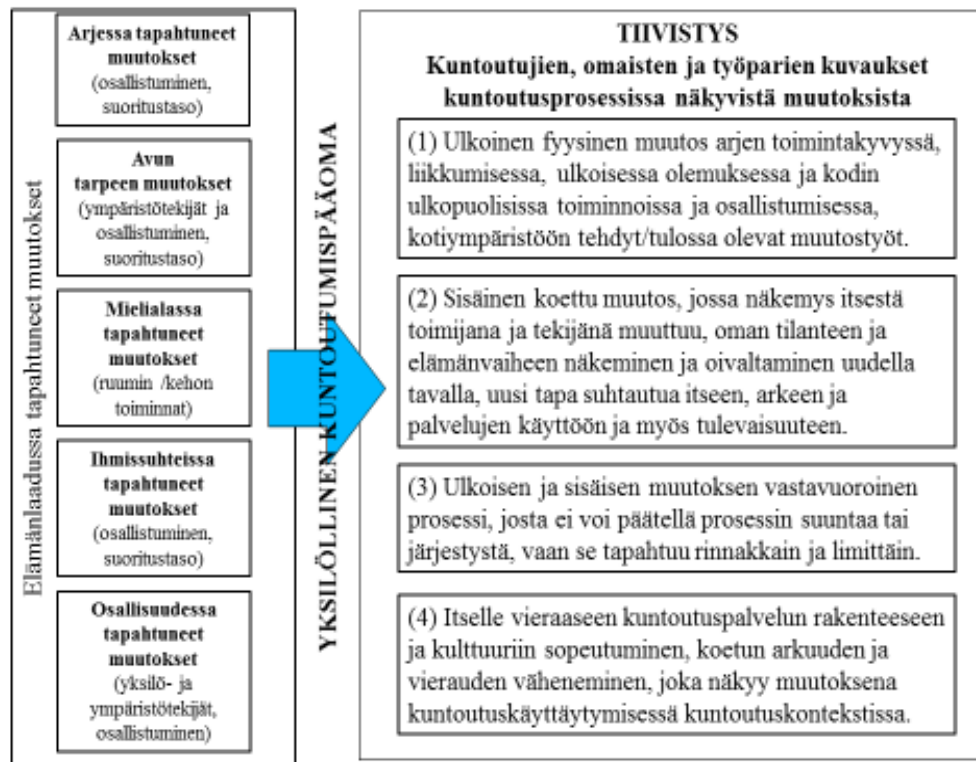 Elämänlaadussa tapahtuneet muutokset
Arjessa tapahtuneet
muutokset
(osallistuminen,
suoritustaso)
Avun
tarpeen muutokset
(ympäristötekijät ja
osallistuminen,
suoritustaso)
Mielialassa
tapahtuneet
muutokset
(ruumin /kehon
toiminnat)
Ihmissuhteissa
tapahtuneet
muutokset
(osallistuminen,
suoritustaso)
Osallisuudessa
tapahtuneet
muutokset
(yksilö- ja
ympäristötekijät,
osallistuminen)
YKSILÖLLINEN KUNTOUTUMISPÄÄOMA
TIIVISTYS
Kuntoutujien, omaisten ja työparien kuvaukset
kuntoutusprosessissa näkyvistä muutoksista
(1) Ulkoinen fyysinen muutos arjen toimintakyvyssä,
liikkumisessa, ulkoisessa olemuksessa ja kodin
ulkopuolisissa toiminnoissa ja osallistumisessa,
kotiympäristöön tehdyt/tulossa olevat muutostyöt.
(2) Sisäinen koettu muutos, jossa näkemys itsestä
toimijana ja tekijänä muuttuu, oman tilanteen ja
elämänvaiheen näkeminen ja oivaltaminen uudella
tavalla, uusi tapa suhtautua itseen, arkeen ja
palvelujen käyttöön ja myös tulevaisuuteen.
(3) Ulkoisen ja sisäisen muutoksen vastavuoroinen
prosessi, josta ei voi päätellä prosessin suuntaa tai
järjestystä, vaan se tapahtuu rinnakkain ja limittäin.
(4) Itselle vieraaseen kuntoutuspalvelun rakenteeseen
ja kulttuuriin sopeutuminen, koetun arkuuden ja
vierauden väheneminen, joka näkyy muutoksena
kuntoutuskäyttäytymisessä kuntoutuskontekstissa.